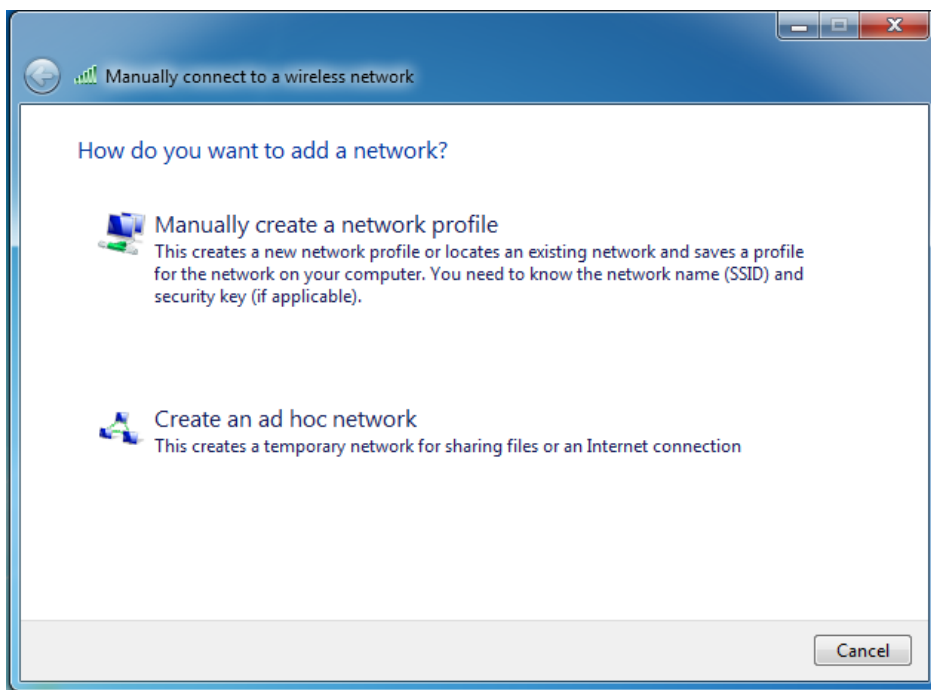 Manually connect to a wireless network
How do you want to add a network?
Manually create a network profile
This creates a new network profile or locates an existing network and saves a profile
for the network on your computer. You need to know the network name (SSID) and
security key (if applicable).
Create an ad hoc network
This creates a temporary network for sharing files or an Internet connection
Cancel